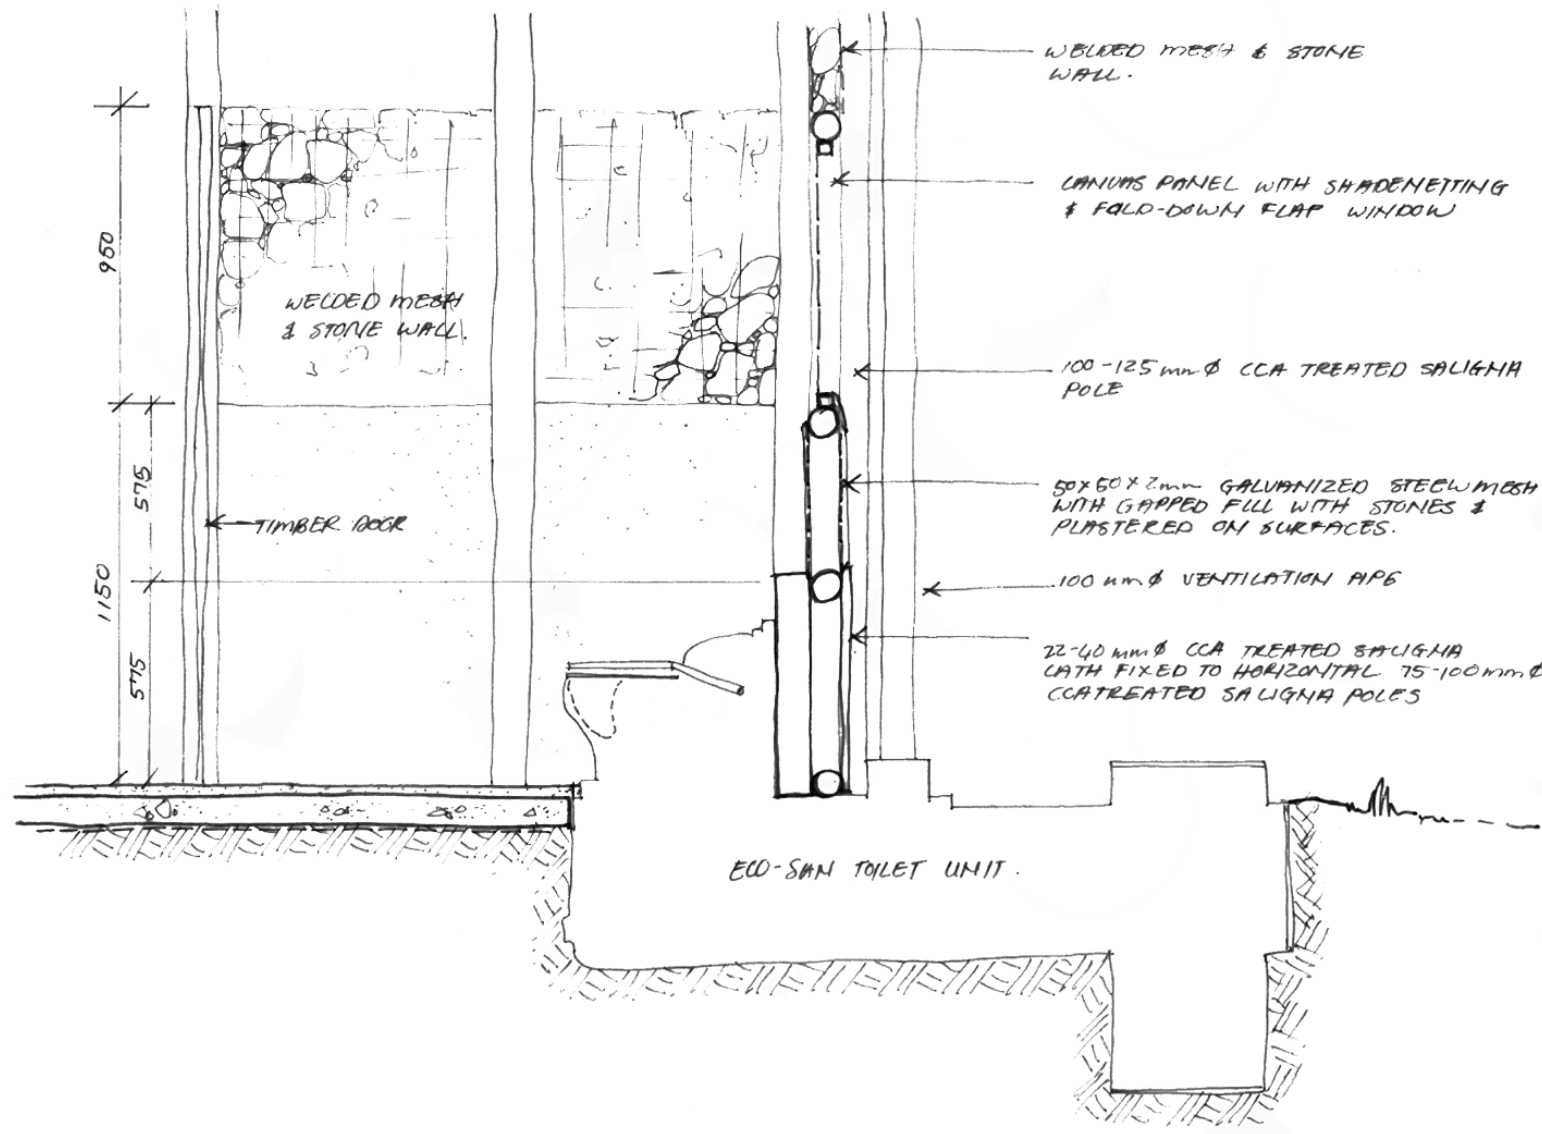 WELDED MESH & STONE
WALL.
CANVAS PANEL WITH SHADENETTING
& FOLD-DOWN FLAP WINDOW
950
WELDED MESH
& STONE WALL.
100-125 mm Ø CCA TREATED SALIGNA
POLE
575
50x50x2mm GALVANIZED STEEL MESH
WITH GAPPED FILL WITH STONES &
PLASTERED ON SURFACES.
TIMBER DOOR
1150
100 mm Ø VENTILATION PIPE
575
22-40 mm Ø CCA TREATED SALIGNA
LATH FIXED TO HORIZONTAL 75-100mm Ø
CCA TREATED SALIGNA POLES
ECO-SAN TOILET UNIT.